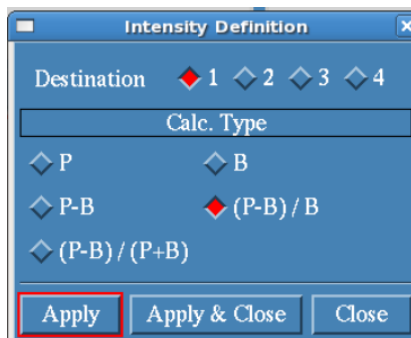 Intensity Definition
Destination 1 2 3 4
Calc. Type
P B
P-B (P-B) / B
(P-B) / (P+B)
Apply Apply & Close Close